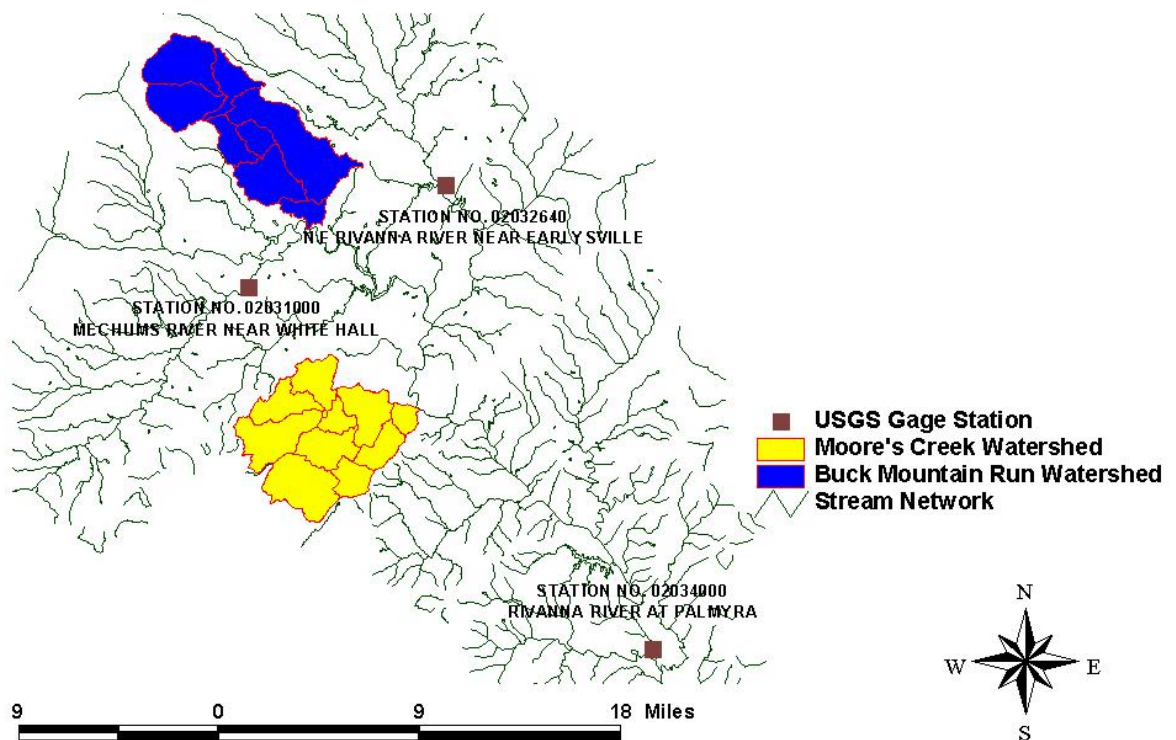 STATION NO. 02032640
N F RIVANNA RIVER NEAR EARLYSVILLE
STATION NO. 02031000
MECHUMS RIVER NEAR WHITE HALL
USGS Gage Station
Moore's Creek Watershed
Buck Mountain Run Watershed
Stream Network
STATION NO. 02034000
RIVANNA RIVER AT PALMYRA
N
W E
S
9 0 9 18 Miles